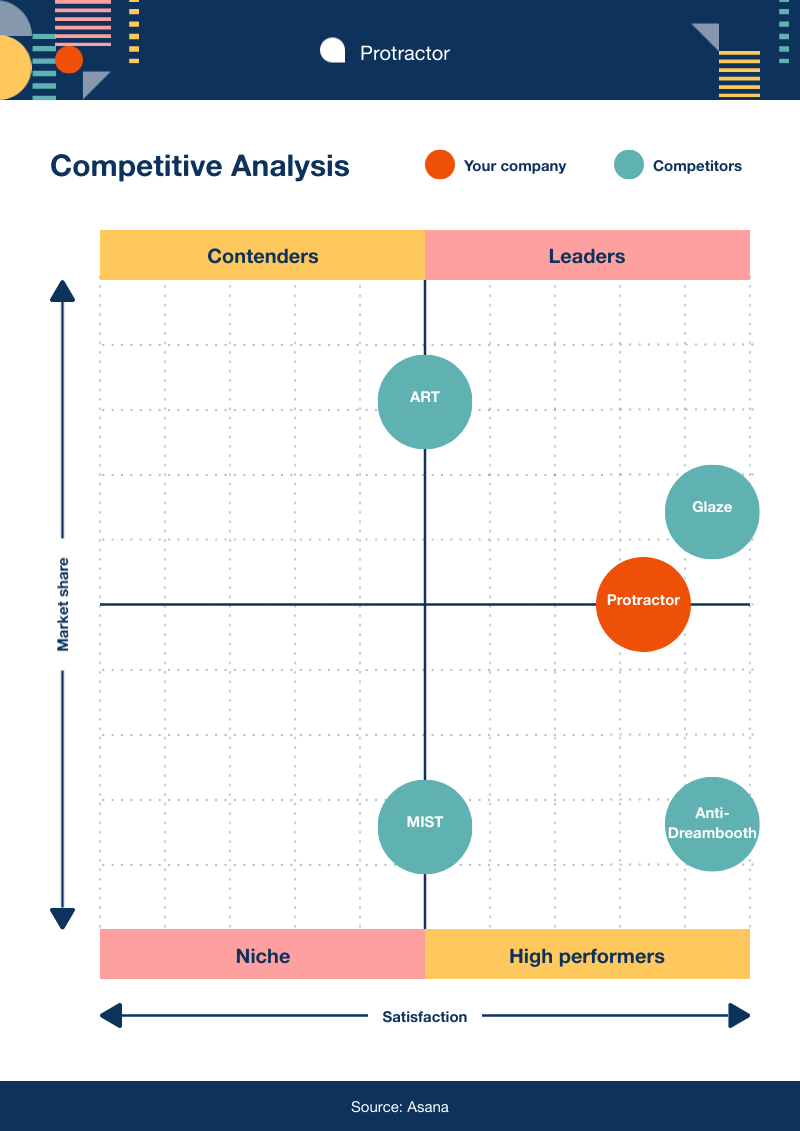 Protractor
Competitive Analysis
Your company
Competitors
Contenders
Leaders
ART
Glaze
Protractor
Market share
MIST
Anti-
Dreambooth
Niche
High performers
Satisfaction
Source: Asana